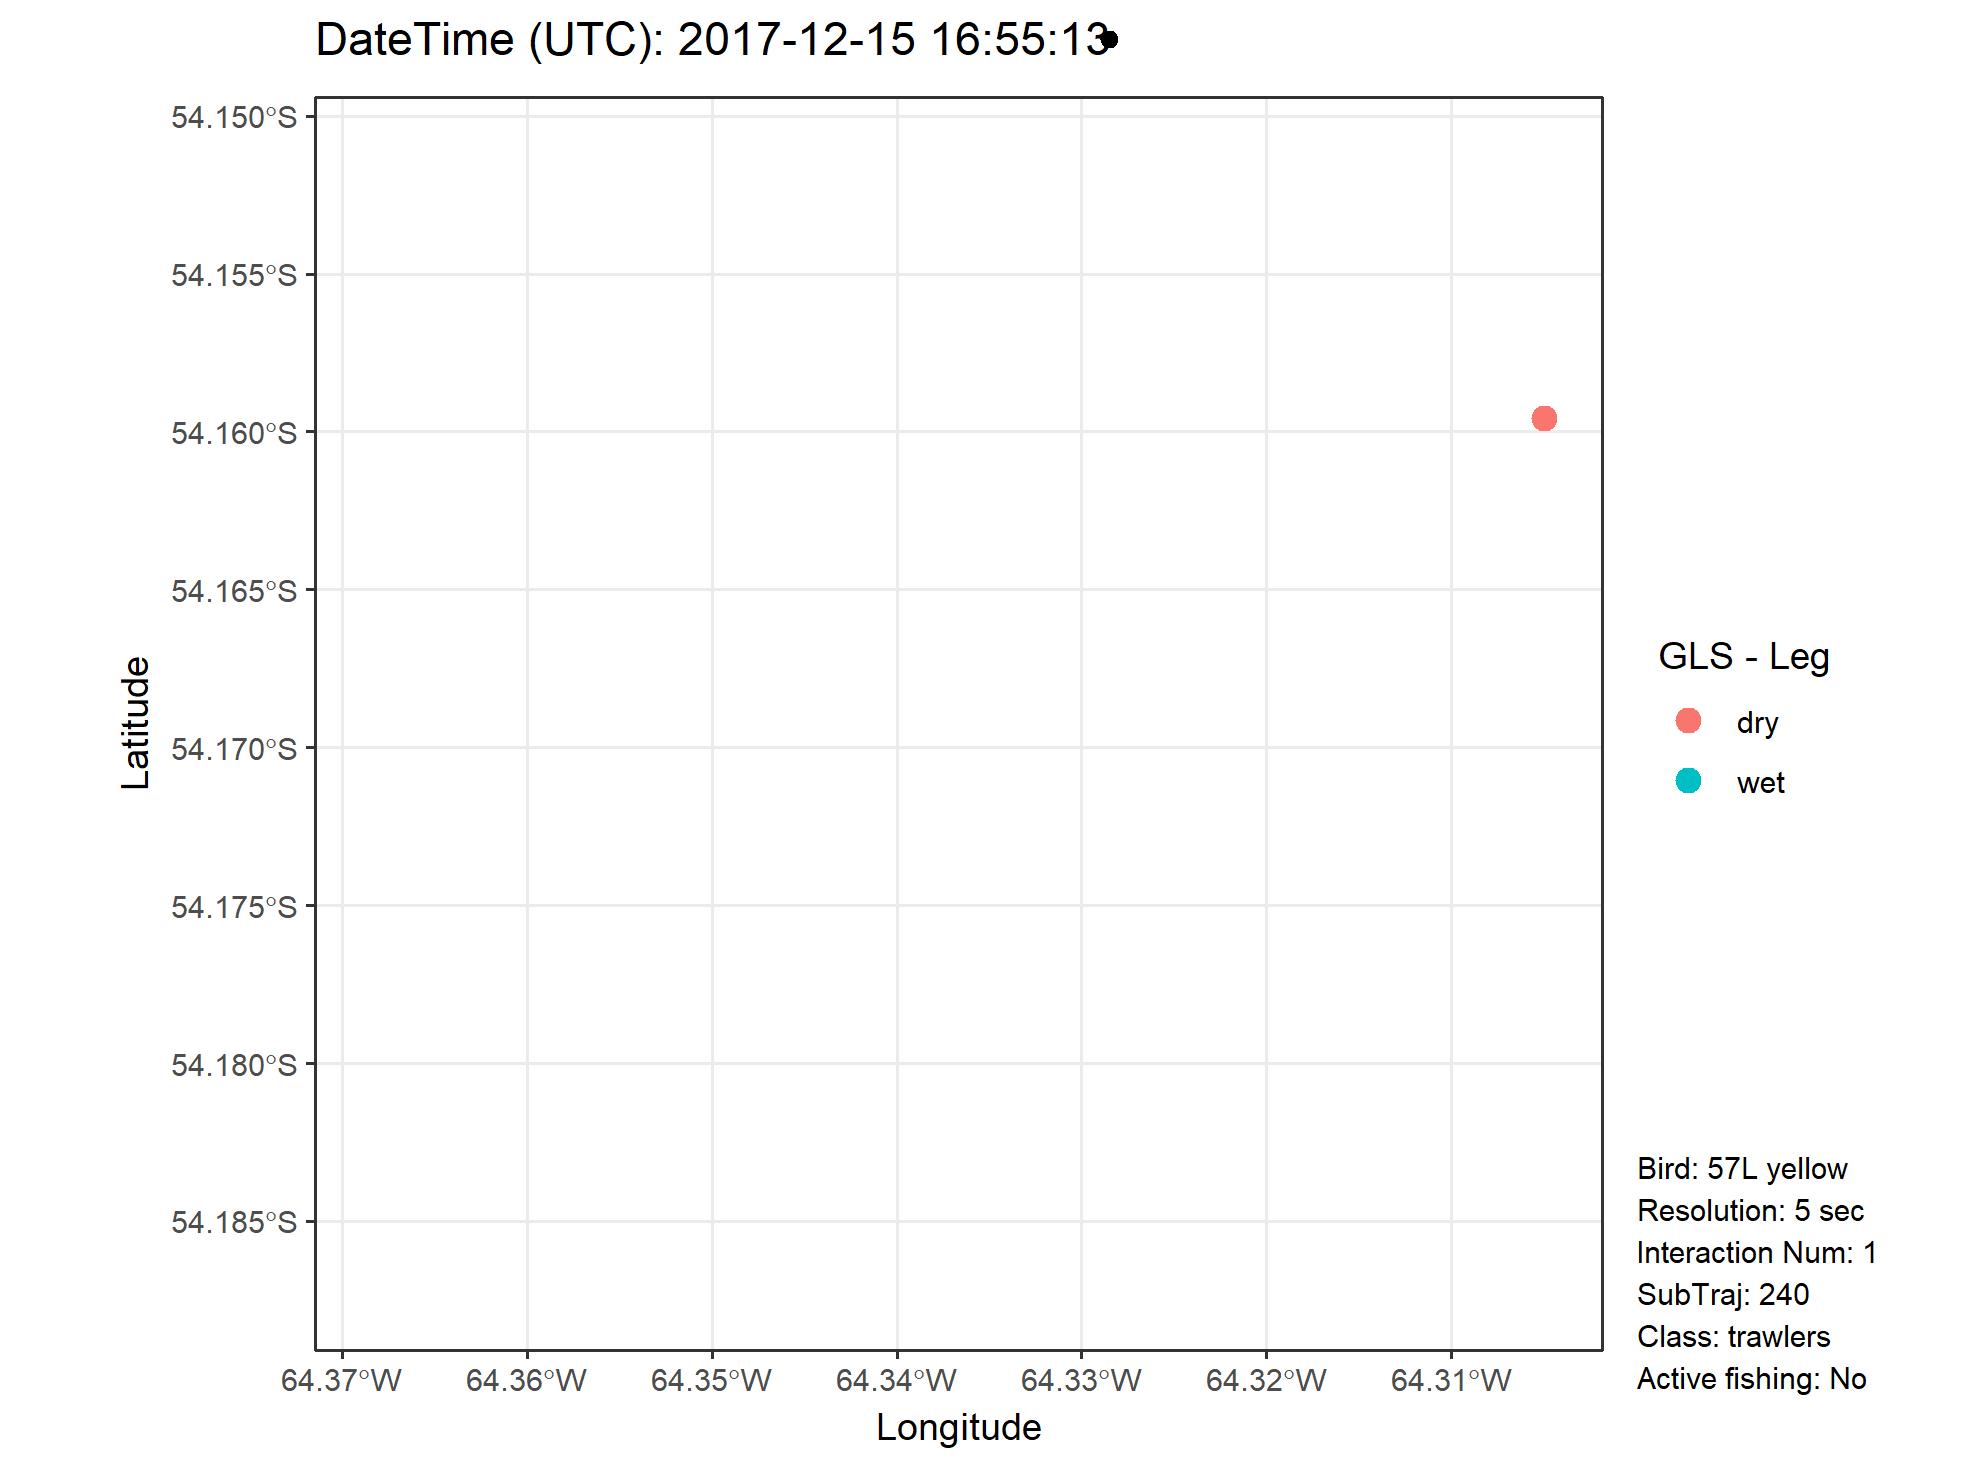 DateTime (UTC): 2017-12-15 16:55:13
54.150°S
54.155°S
54.160°S
54.165°S
54.170°S
54.175°S
54.180°S
54.185°S
Latitude
64.37°W 64.36°W 64.35°W 64.34°W 64.33°W 64.32°W 64.31°W
Longitude
GLS - Leg
dry
wet
Bird: 57L yellow
Resolution: 5 sec
Interaction Num: 1
SubTraj: 240
Class: trawlers
Active fishing: No